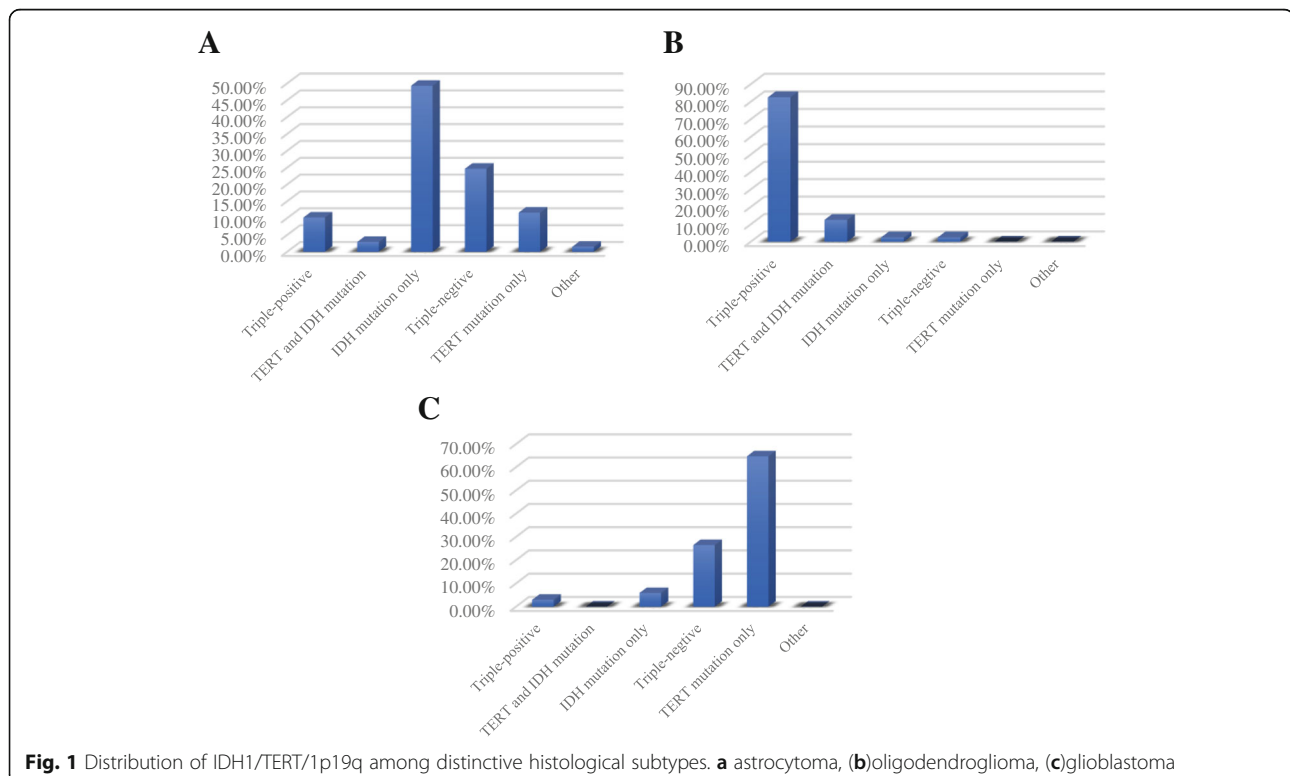 A
50.00%
45.00%
40.00%
35.00%
30.00%
25.00%
20.00%
15.00%
10.00%
5.00%
0.00%
Triple-positive
TERT and IDH mutation
IDH mutation only
Triple-negtive
TERT mutation only
Other
B
90.00%
80.00%
70.00%
60.00%
50.00%
40.00%
30.00%
20.00%
10.00%
0.00%
Triple-positive
TERT and IDH mutation
IDH mutation only
Triple-negtive
TERT mutation only
Other
C
70.00%
60.00%
50.00%
40.00%
30.00%
20.00%
10.00%
0.00%
Triple-positive
TERT and IDH mutation
IDH mutation only
Triple-negtive
TERT mutation only
Other
Fig. 1 Distribution of IDH1/TERT/1p19q among distinctive histological subtypes. a astrocytoma, (b)oligodendroglioma, (c)glioblastoma